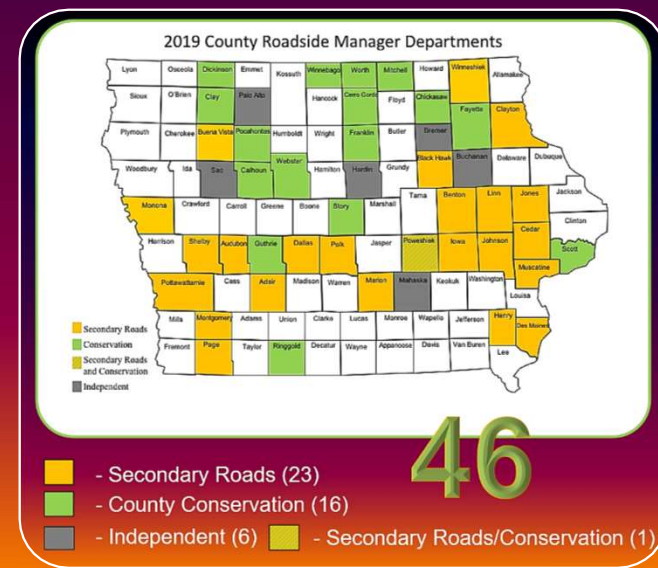 2019 County Roadside Manager Departments
Lyon Osceola Dickinson Emmet Kossuth Winnebago Worth Mitchell Howard Winneshiek Allamakee
Sioux O'Brien Clay Palo Alto Hancock Cerro Gordo Floyd Chickasaw Fayette Clayton
Plymouth Cherokee Buena Vista Pocahontas Humboldt Wright Franklin Butler Bremer
Woodbury Ida Sac Calhoun Webster Hamilton Hardin Grundy Black Hawk Buchanan Delaware Dubuque
Monona Crawford Carroll Greene Boone Story Marshall Tama Benton Linn Jones Jackson
Clinton
Cedar
Harrison Shelby Audubon Guthrie Dallas Polk Jasper Poweshiek Iowa Johnson Scott
Muscatine
Pottawattamie Cass Adair Madison Warren Marion Mahaska Keokuk Washington
Louisa
Mills Montgomery Adams Union Clarke Lucas Monroe Wapello Jefferson Henry Des Moines
Fremont Page Taylor Ringgold Decatur Wayne Appanoose Davis Van Buren Lee
Secondary Roads
Conservation
Secondary Roads
and Conservation
Independent
46
- Secondary Roads (23)
- County Conservation (16)
- Independent (6) - Secondary Roads/Conservation (1)